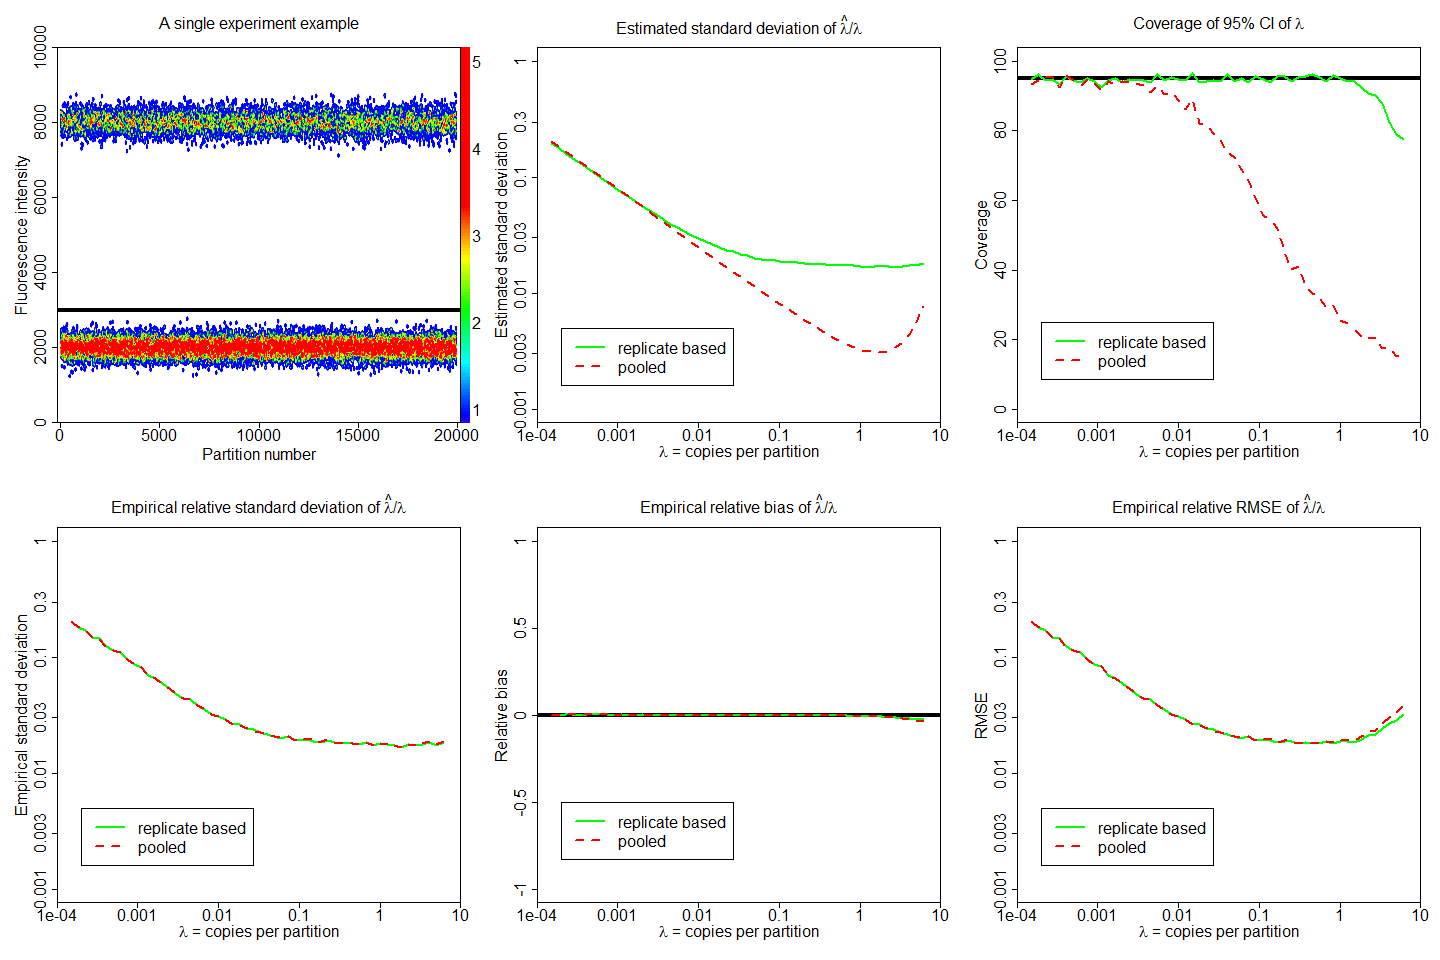 A single experiment example
Fluorescence intensity
0
2000
4000
6000
8000
10000
0
5000
10000
15000
20000
Partition number
5
4
3
2
1
Estimated standard deviation of λ̂/λ
Estimated standard deviation
1
0.3
0.1
0.03
0.01
0.003
0.001
replicate based
pooled
1e-04
0.001
0.01
0.1
1
10
λ = copies per partition
Coverage of 95% CI of λ
Coverage
100
80
60
40
20
0
replicate based
pooled
1e-04
0.001
0.01
0.1
1
10
λ = copies per partition
Empirical relative standard deviation of λ̂/λ
Empirical standard deviation
1
0.3
0.1
0.03
0.01
0.003
0.001
replicate based
pooled
1e-04
0.001
0.01
0.1
1
10
λ = copies per partition
Empirical relative bias of λ̂/λ
Relative bias
1
0.5
0
-0.5
-1
replicate based
pooled
1e-04
0.001
0.01
0.1
1
10
λ = copies per partition
Empirical relative RMSE of λ̂/λ
RMSE
1
0.3
0.1
0.03
0.01
0.003
0.001
replicate based
pooled
1e-04
0.001
0.01
0.1
1
10
λ = copies per partition